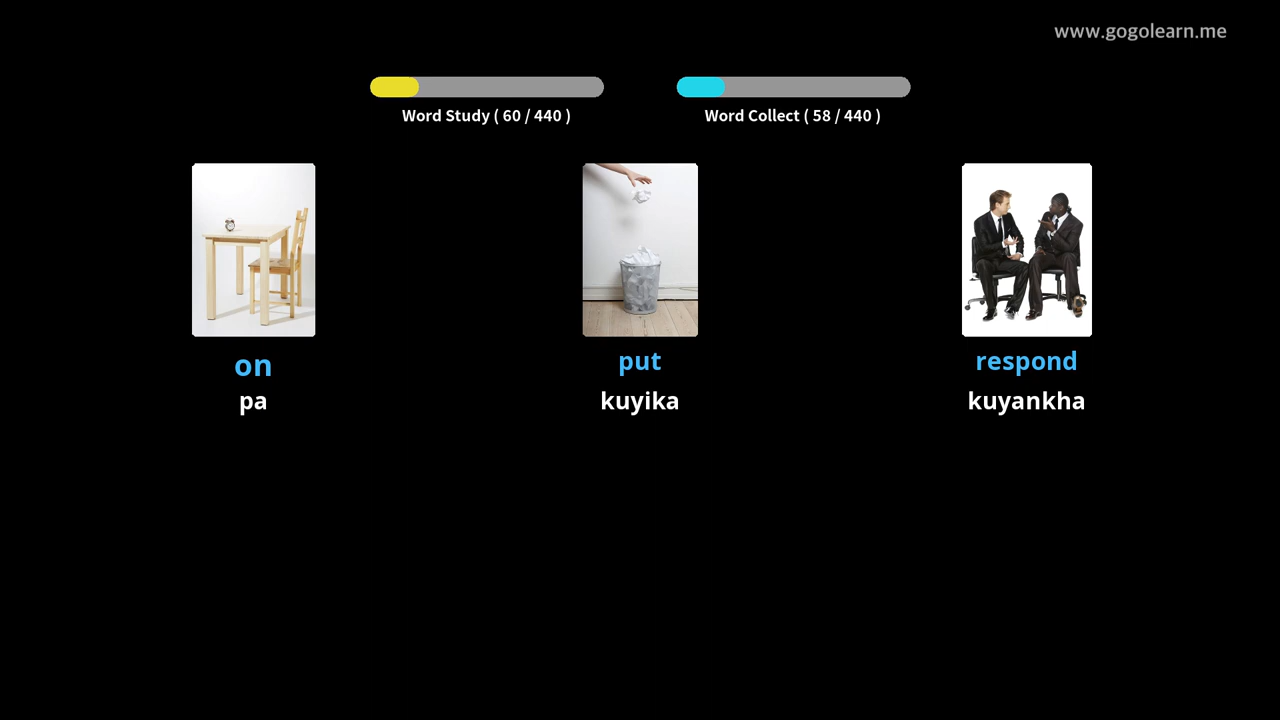 www.gogolearn.me
Word Study ( 60 / 440 )
Word Collect ( 58 / 440 )
on
pa
put
kuyika
respond
kuyankha